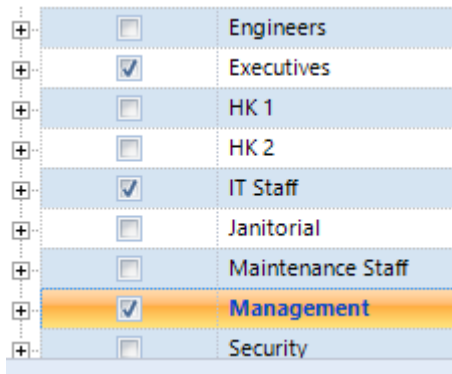 Engineers
Executives
HK 1
HK 2
IT Staff
Janitorial
Maintenance Staff
Management
Security